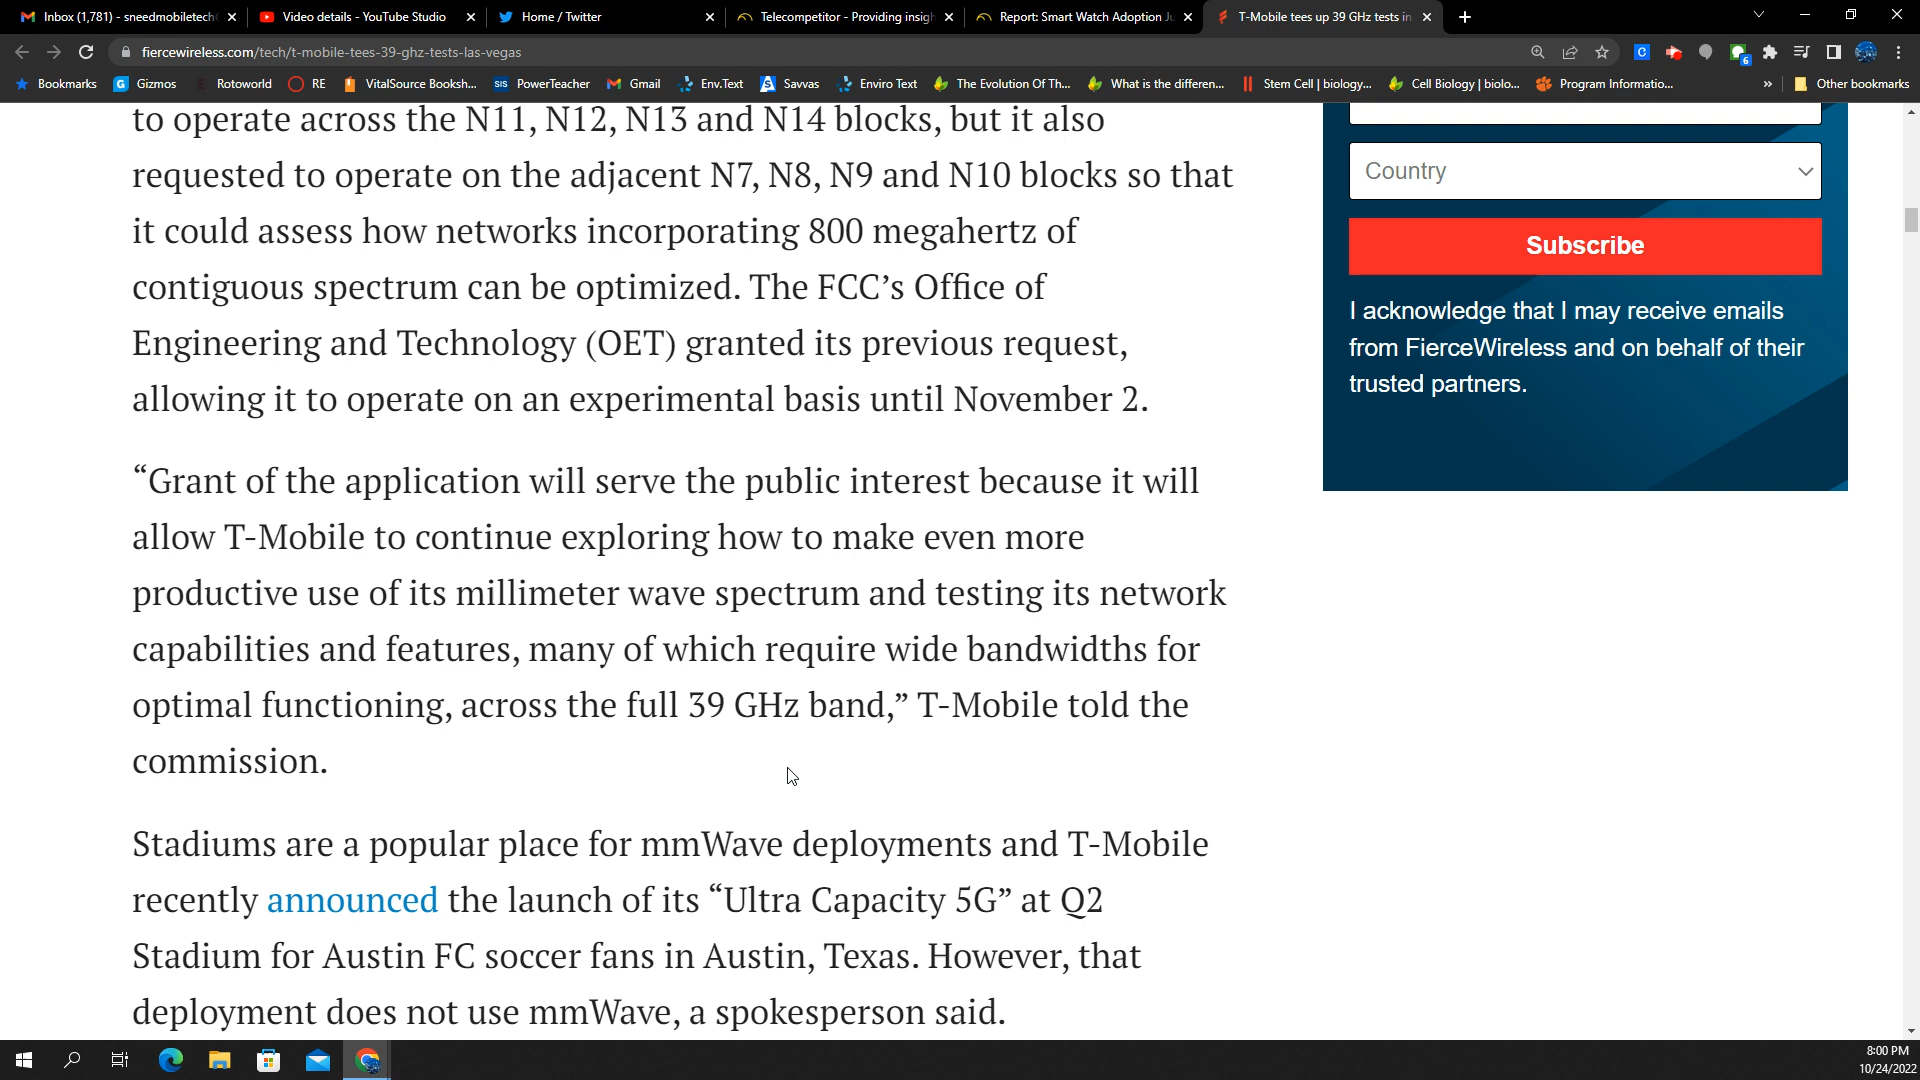 Inbox (1,781) - sneedmobiletech
Video details - YouTube Studio
Home / Twitter
Telecompetitor - Providing insigh
Report: Smart Watch Adoption Ju
T-Mobile tees up 39 GHz tests in
fiercewireless.com/tech/t-mobile-tees-39-ghz-tests-las-vegas
Bookmarks
Gizmos
Rotoworld
RE
VitalSource Booksh...
SIS PowerTeacher
Gmail
Env.Text
Savvas
Enviro Text
The Evolution Of Th...
What is the differen...
Stem Cell | biology...
Cell Biology | biolo...
Program Informatio...
»
Other bookmarks
to operate across the N11, N12, N13 and N14 blocks, but it also
requested to operate on the adjacent N7, N8, N9 and N10 blocks so that
it could assess how networks incorporating 800 megahertz of
contiguous spectrum can be optimized. The FCC’s Office of
Engineering and Technology (OET) granted its previous request,
allowing it to operate on an experimental basis until November 2.
“Grant of the application will serve the public interest because it will
allow T-Mobile to continue exploring how to make even more
productive use of its millimeter wave spectrum and testing its network
capabilities and features, many of which require wide bandwidths for
optimal functioning, across the full 39 GHz band,” T-Mobile told the
commission.
Stadiums are a popular place for mmWave deployments and T-Mobile
recently announced the launch of its “Ultra Capacity 5G” at Q2
Stadium for Austin FC soccer fans in Austin, Texas. However, that
deployment does not use mmWave, a spokesperson said.
Country
Subscribe
I acknowledge that I may receive emails
from FierceWireless and on behalf of their
trusted partners.
8:00 PM
10/24/2022